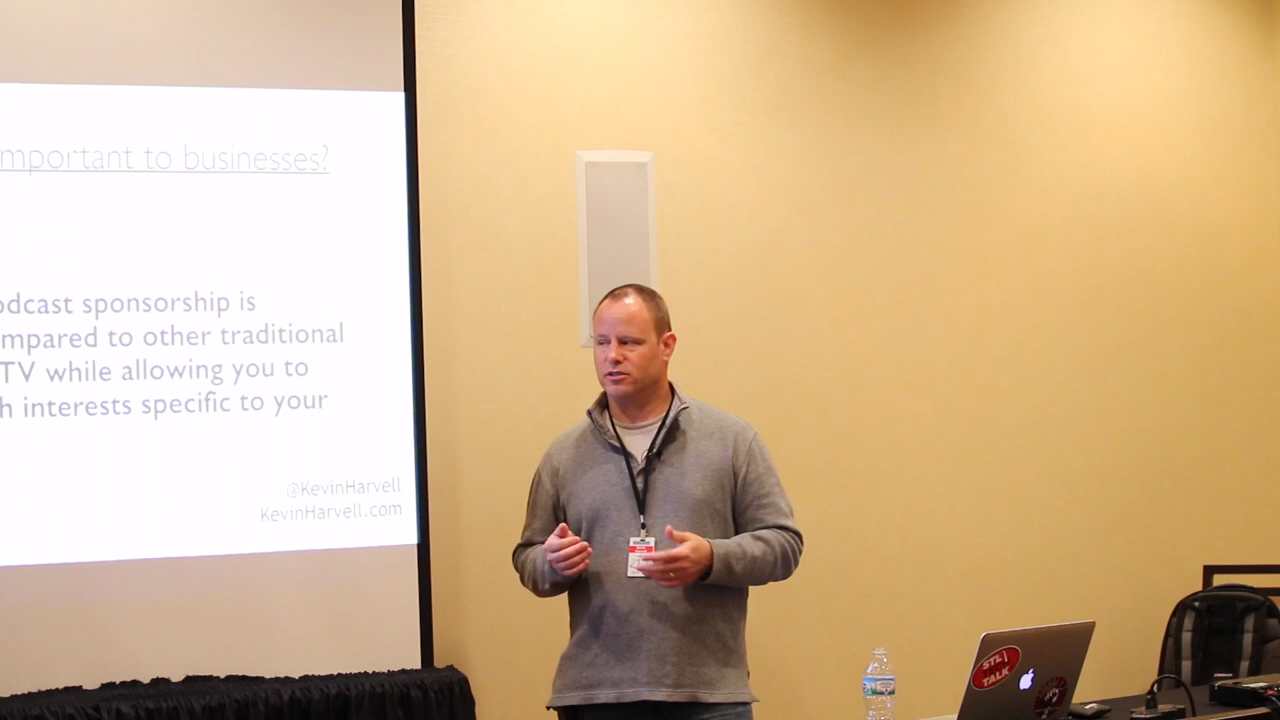 mportant to businesses?
odcast sponsorship is
mpared to other traditional
TV while allowing you to
h interests specific to your
@KevinHarvell
KevinHarvell.com
STL
TALK